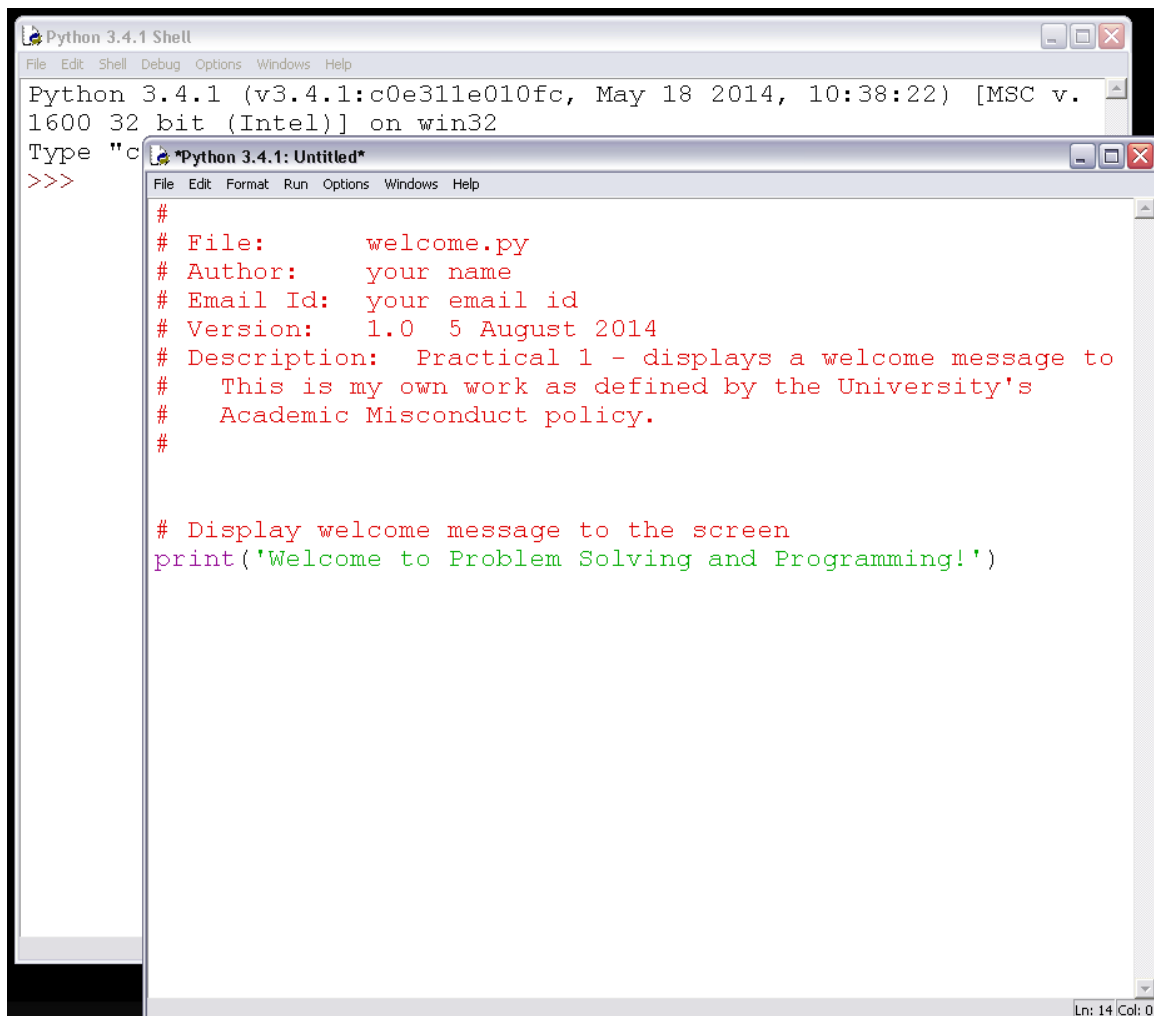 Python 3.4.1 Shell
File Edit Shell Debug Options Windows Help
Python 3.4.1 (v3.4.1:c0e311e010fc, May 18 2014, 10:38:22) [MSC v.
1600 32 bit (Intel)] on win32
Type "c
>>>
*Python 3.4.1: Untitled*
File Edit Format Run Options Windows Help
#
# File: welcome.py
# Author: your name
# Email Id: your email id
# Version: 1.0 5 August 2014
# Description: Practical 1 - displays a welcome message to
# This is my own work as defined by the University's
# Academic Misconduct policy.
#
# Display welcome message to the screen
print('Welcome to Problem Solving and Programming!')
Ln: 14 Col: 0